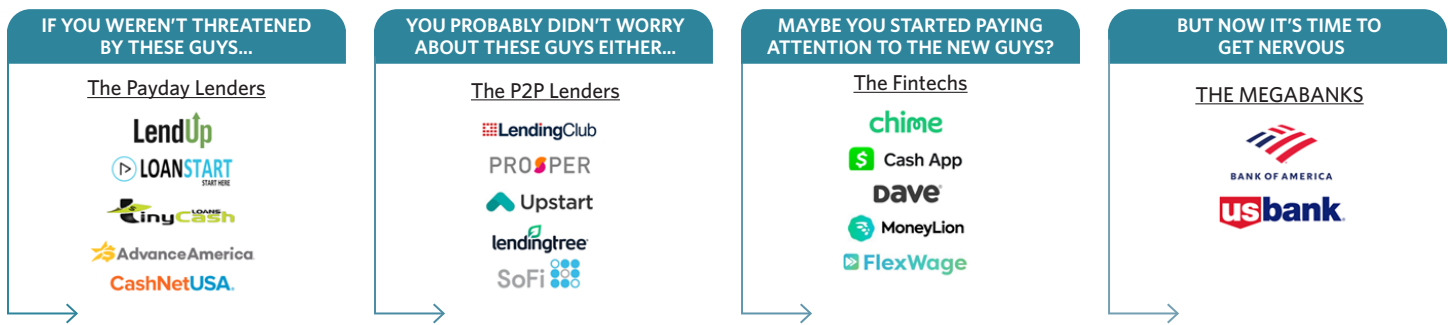 IF YOU WEREN'T THREATENED
BY THESE GUYS...
The Payday Lenders
LendUp
LOANSTART
START HERE
tinyCash
LOANS
AdvanceAmerica
CashNetUSA.
YOU PROBABLY DIDN'T WORRY
ABOUT THESE GUYS EITHER...
The P2P Lenders
LendingClub
PROSPER
Upstart
lendingtree
SoFi
MAYBE YOU STARTED PAYING
ATTENTION TO THE NEW GUYS?
The Fintechs
chime
$ Cash App
Dave
MoneyLion
FlexWage
BUT NOW IT'S TIME TO
GET NERVOUS
THE MEGABANKS
BANK OF AMERICA
usbank